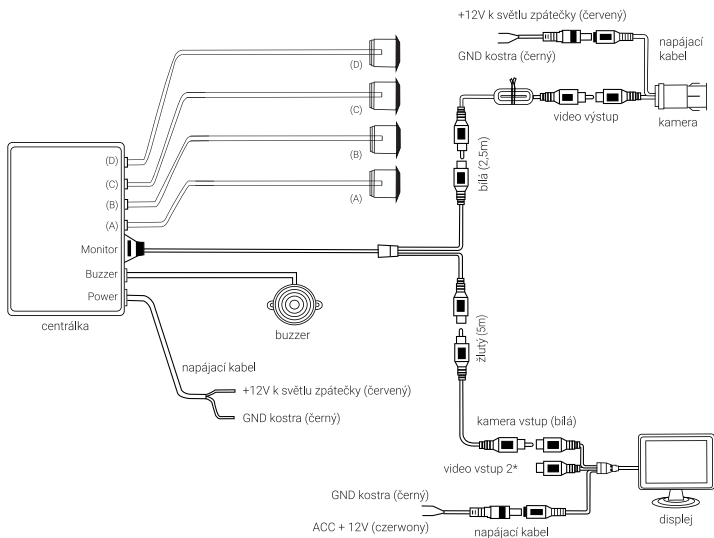 +12V k světlu zpátečky (červený)
GND kostra (černý)
napájací
kabel
video výstup
kamera
(D)
(C)
(B)
(A)
(D)
(C)
(B)
(A)
Monitor
Buzzer
Power
centrálka
buzzer
bílá (2,5m)
žlutý (5m)
napájací kabel
+12V k světlu zpátečky (červený)
GND kostra (černý)
kamera vstup (bílá)
video vstup 2*
GND kostra (černý)
ACC + 12V (czerwony)
napájací kabel
displej